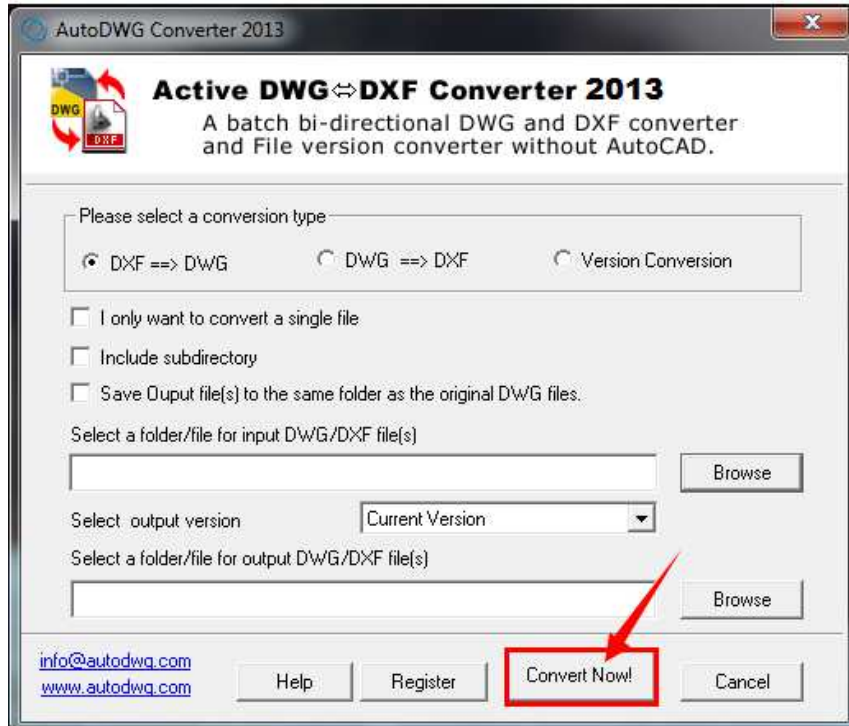 AutoDWG Converter 2013
Active DWG⇔DXF Converter 2013
A batch bi-directional DWG and DXF converter
and File version converter without AutoCAD.
DWG
DXF
Please select a conversion type
DXF ==> DWG DWG ==> DXF Version Conversion
I only want to convert a single file
Include subdirectory
Save Ouput file(s) to the same folder as the original DWG files.
Select a folder/file for input DWG/DXF file(s)
Browse
Select output version Current Version
Select a folder/file for output DWG/DXF file(s)
Browse
info@autodwg.com
www.autodwg.com
Help Register Convert Now! Cancel